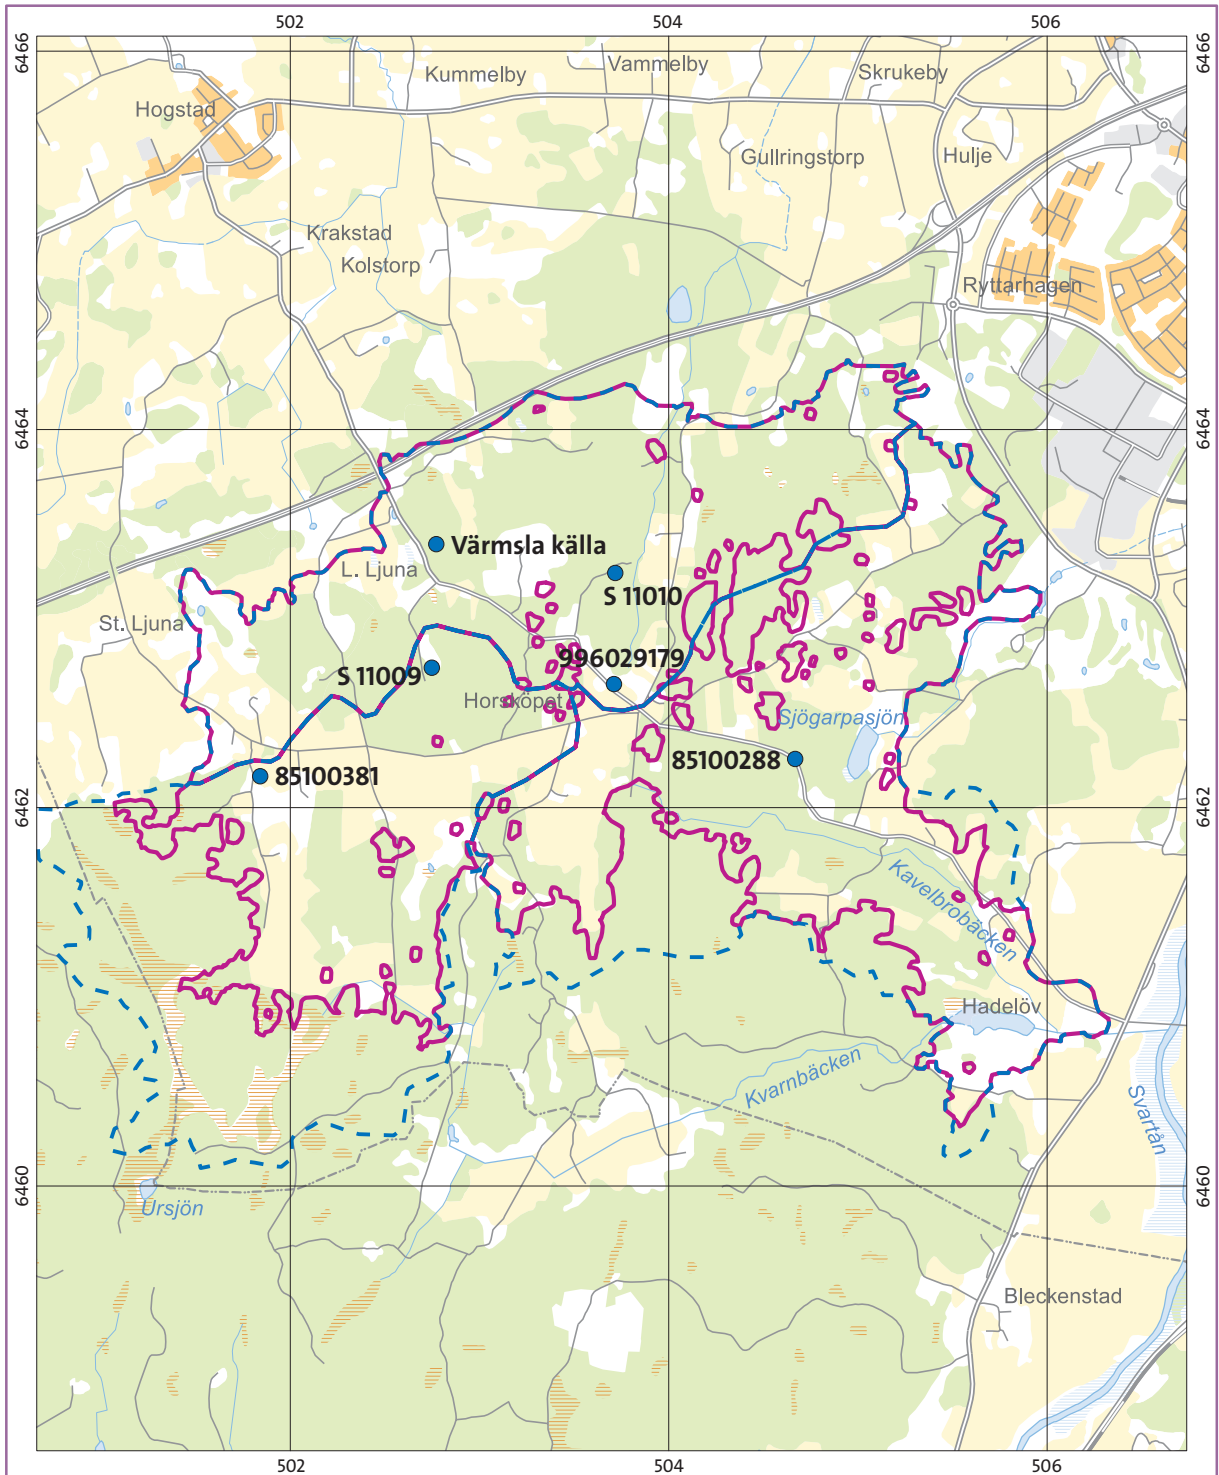 502
504
506
6466
6466
Kummelby
Vammelby
Skrukeby
Hogstad
Gullringstorp
Hulje
Krakstad
Kolstorp
Ryttarhagen
6464
6464
Värmsla källa
L. Ljuna
S 11010
St. Ljuna
996029179
S 11009
Horsköpet
Sjögarpasjön
85100288
85100381
6462
6462
Kavelbrobäcken
Hadelöv
Kvarnbäcken
Svartån
6460
6460
Ursjön
Bleckenstad
502
504
506